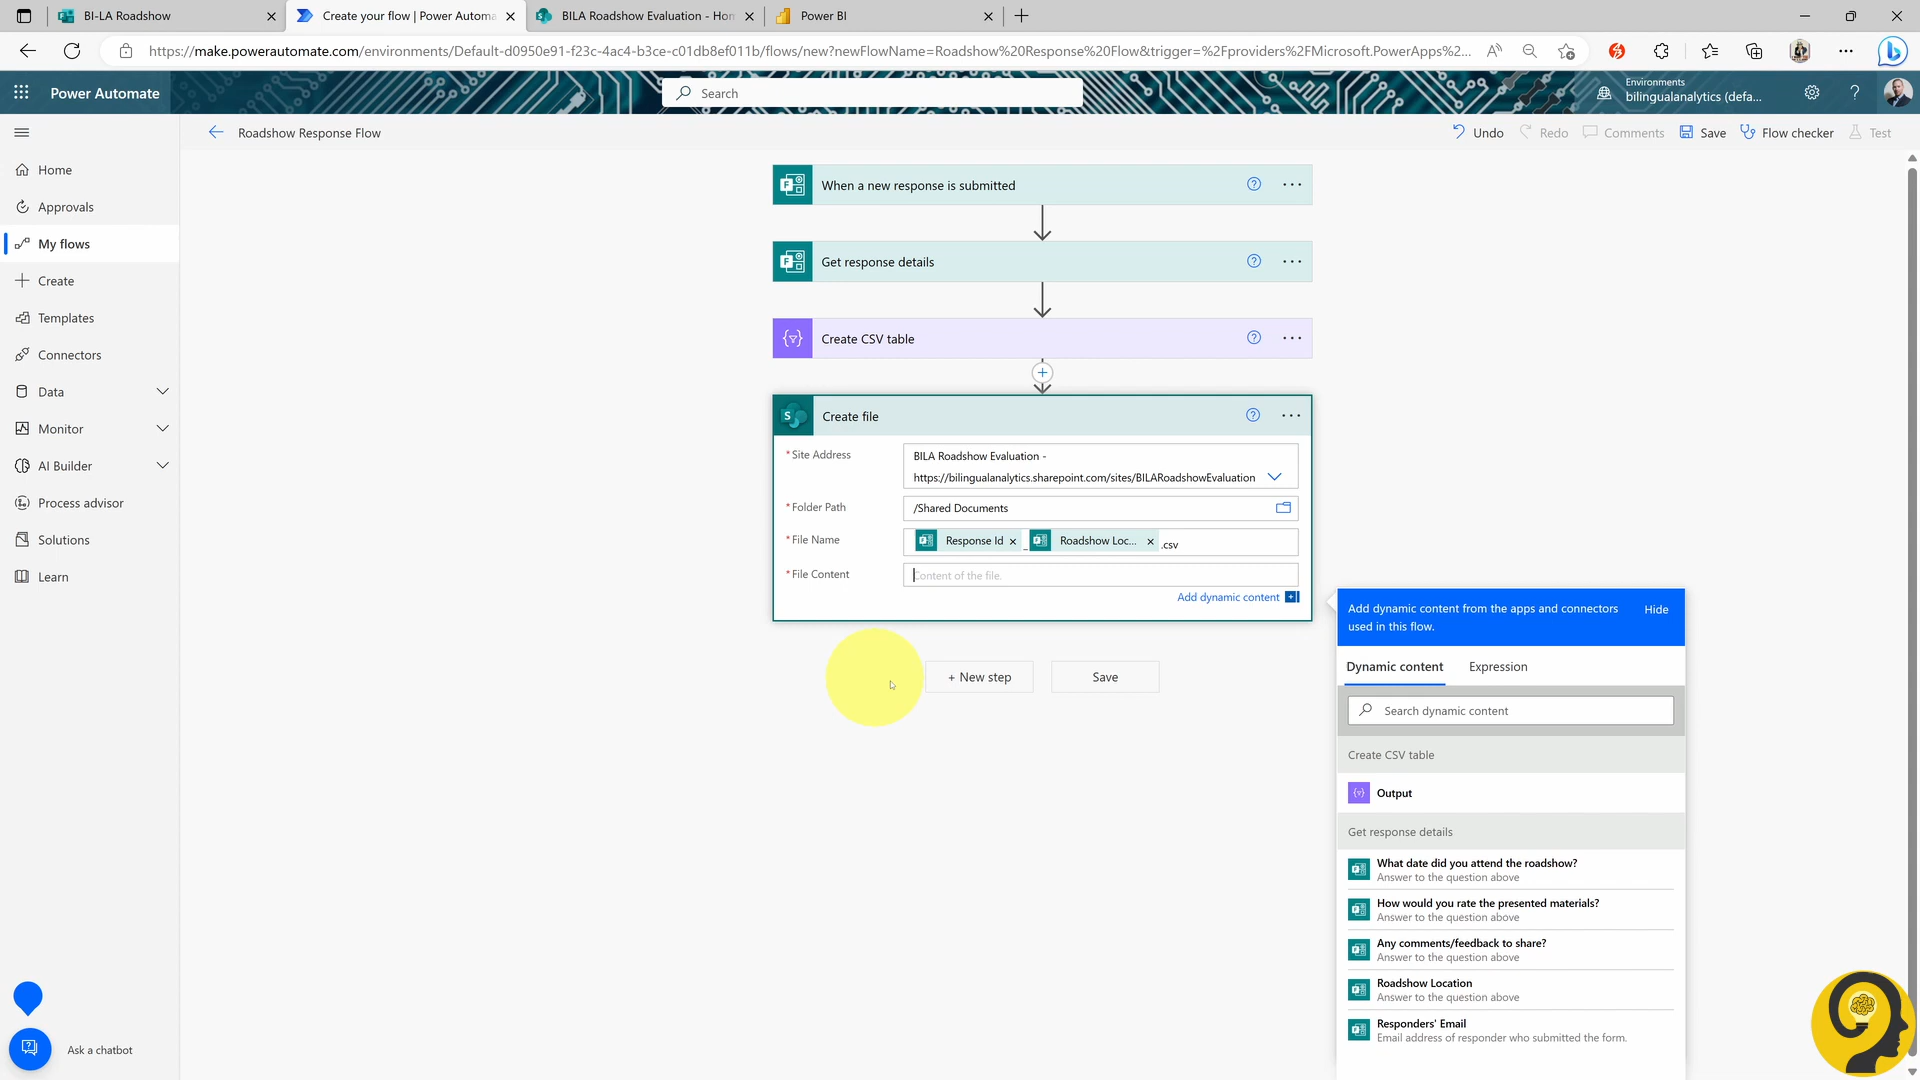 BI-LA Roadshow
Create your flow | Power Automa
BILA Roadshow Evaluation - Hom
Power BI
https://make.powerautomate.com/environments/Default-d0950e91-f23c-4ac4-b3ce-c01db8ef011b/flows/new?newFlowName=Roadshow%20Response%20Flow&trigger=%2Fproviders%2FMicrosoft.PowerApps%2...
Power Automate
Search
Environments
bilingualanalytics (defa...
Roadshow Response Flow
Undo
Redo
Comments
Save
Flow checker
Test
Home
Approvals
My flows
Create
Templates
Connectors
Data
Monitor
AI Builder
Process advisor
Solutions
Learn
Ask a chatbot
When a new response is submitted
Get response details
Create CSV table
Create file
*Site Address
BILA Roadshow Evaluation -
https://bilingualanalytics.sharepoint.com/sites/BILARoadshowEvaluation
*Folder Path
/Shared Documents
*File Name
Response Id × _ Roadshow Loc... × .csv
*File Content
Content of the file.
Add dynamic content
+ New step
Save
Add dynamic content from the apps and connectors
used in this flow.
Hide
Dynamic content
Expression
Search dynamic content
Create CSV table
Output
Get response details
What date did you attend the roadshow?
Answer to the question above
How would you rate the presented materials?
Answer to the question above
Any comments/feedback to share?
Answer to the question above
Roadshow Location
Answer to the question above
Responders' Email
Email address of responder who submitted the form.